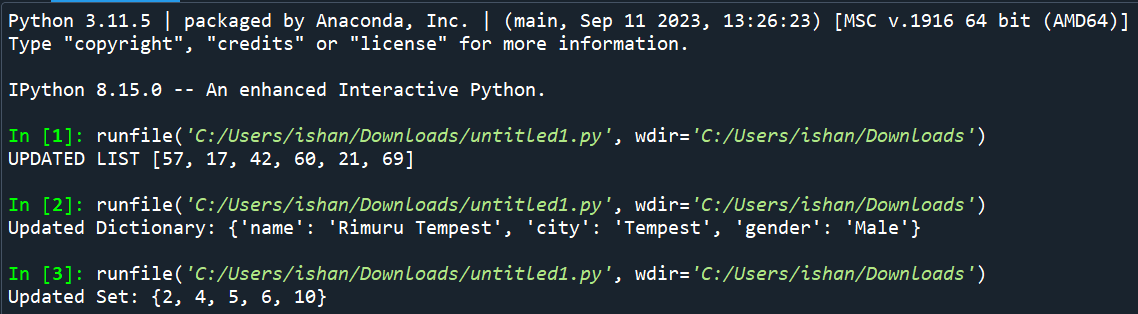 Python 3.11.5 | packaged by Anaconda, Inc. | (main, Sep 11 2023, 13:26:23) [MSC v.1916 64 bit (AMD64)]
Type "copyright", "credits" or "license" for more information.
IPython 8.15.0 -- An enhanced Interactive Python.
In [1]: runfile('C:/Users/ishan/Downloads/untitled1.py', wdir='C:/Users/ishan/Downloads')
UPDATED LIST [57, 17, 42, 60, 21, 69]
In [2]: runfile('C:/Users/ishan/Downloads/untitled1.py', wdir='C:/Users/ishan/Downloads')
Updated Dictionary: {'name': 'Rimuru Tempest', 'city': 'Tempest', 'gender': 'Male'}
In [3]: runfile('C:/Users/ishan/Downloads/untitled1.py', wdir='C:/Users/ishan/Downloads')
Updated Set: {2, 4, 5, 6, 10}